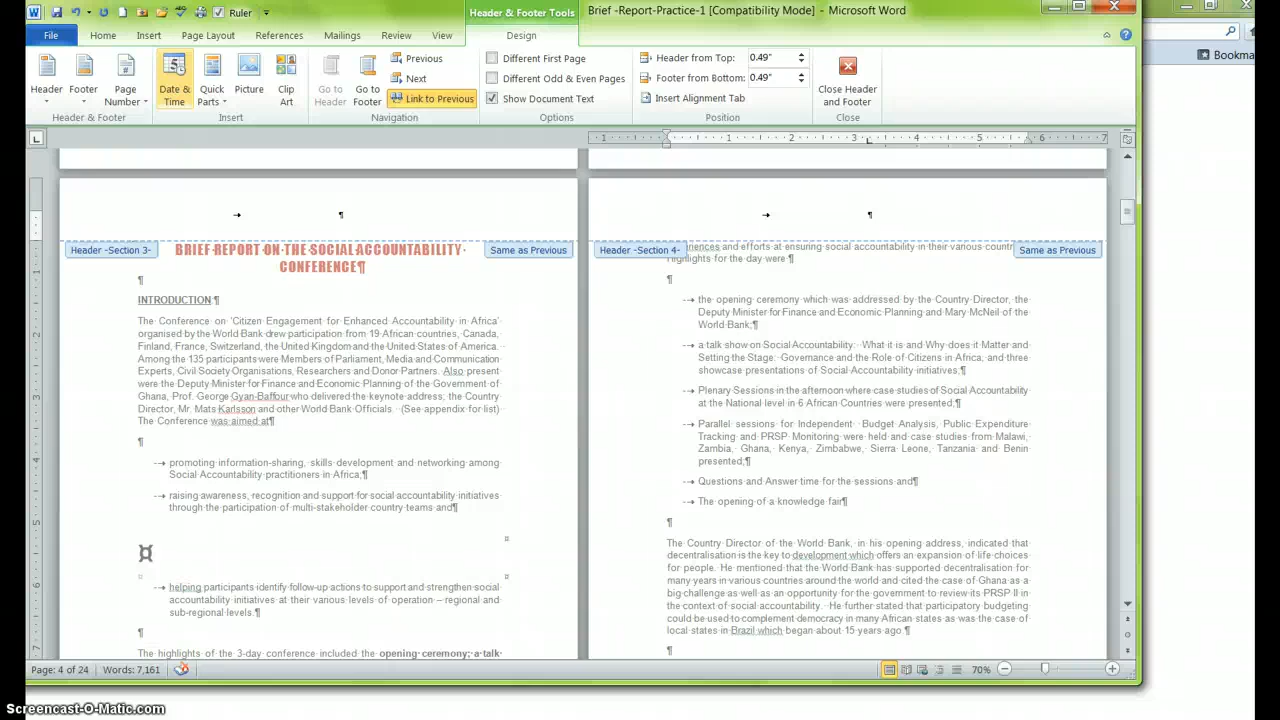 Ruler
Header & Footer Tools
Brief -Report-Practice-1 [Compatibility Mode] - Microsoft Word
File Home Insert Page Layout References Mailings Review View Design
Bookma
Header
Footer
Page Number
Header & Footer
Date & Time
Quick Parts
Picture
Clip Art
Insert
Go to Header
Go to Footer
Previous
Next
Link to Previous
Navigation
Different First Page
Different Odd & Even Pages
Show Document Text
Options
Header from Top: 0.49"
Footer from Bottom: 0.49"
Insert Alignment Tab
Position
Close Header and Footer
Close
1 1 2 3 4 5 6 7
Header -Section 3-
Same as Previous
BRIEF REPORT ON THE SOCIAL ACCOUNTABILITY
CONFERENCE¶
¶
INTRODUCTION ¶
The Conference on 'Citizen Engagement for Enhanced Accountability in Africa'
organised by the World Bank drew participation from 19 African countries, Canada,
Finland, France, Switzerland, the United Kingdom and the United States of America.
Among the 135 participants were Members of Parliament, Media and Communication
Experts, Civil Society Organisations, Researchers and Donor Partners. Also present
were the Deputy Minister for Finance and Economic Planning of the Government of
Ghana, Prof. George Gyan-Baffour who delivered the keynote address; the Country
Director, Mr. Mats Karlsson and other World Bank Officials. (See appendix for list)
The Conference was aimed at¶
¶
promoting information-sharing, skills development and networking among
Social Accountability practitioners in Africa;¶
raising awareness, recognition and support for social accountability initiatives
through the participation of multi-stakeholder country teams and¶
helping participants identify follow-up actions to support and strengthen social
accountability initiatives at their various levels of operation – regional and
sub-regional levels.¶
¶
The highlights of the 3-day conference included the opening ceremony; a talk
Header -Section 4-
Same as Previous
and efforts at ensuring social accountability in their various
Highlights for the day were ¶
¶
the opening ceremony which was addressed by the Country Director, the
Deputy Minister for Finance and Economic Planning and Mary McNeil of the
World Bank;¶
a talk show on Social Accountability: What it is and Why does it Matter and
Setting the Stage: Governance and the Role of Citizens in Africa; and three
showcase presentations of Social Accountability initiatives;¶
Plenary Sessions in the afternoon where case studies of Social Accountability
at the National level in 6 African Countries were presented;¶
Parallel sessions for Independent Budget Analysis, Public Expenditure
Tracking and PRSP Monitoring were held and case studies from Malawi,
Zambia, Ghana, Kenya, Zimbabwe, Sierra Leone, Tanzania and Benin
presented;¶
Questions and Answer time for the sessions and¶
The opening of a knowledge fair¶
¶
The Country Director of the World Bank, in his opening address, indicated that
decentralisation is the key to development which offers an expansion of life choices
for people. He mentioned that the World Bank has supported decentralisation for
many years in various countries around the world and cited the case of Ghana as a
big challenge as well as an opportunity for the government to review its PRSP II in
the context of social accountability. He further stated that participatory budgeting
could be used to complement democracy in many African states as was the case of
local states in Brazil which began about 15 years ago ¶
¶
Page: 4 of 24 Words: 7,161 70%
Screencast-O-Matic.com